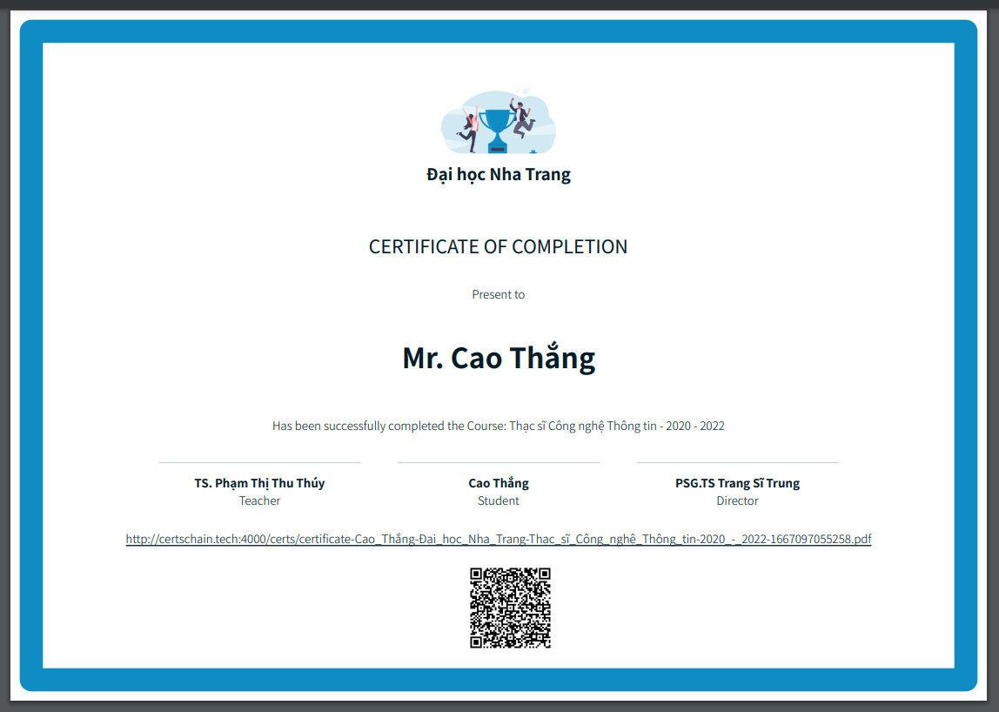 Đại học Nha Trang
CERTIFICATE OF COMPLETION
Present to
Mr. Cao Thắng
Has been successfully completed the Course: Thạc sĩ Công nghệ Thông tin - 2020 - 2022
TS. Phạm Thị Thu Thúy
Teacher
Cao Thắng
Student
PSG.TS Trang Sĩ Trung
Director
http://certschain.tech:4000/certs/certificate-Cao_Thắng-Đai_hoc_Nha_Trang-Thac_sĩ_Công_nghê_Thông_tin-2020_-_2022-1667097055258.pdf